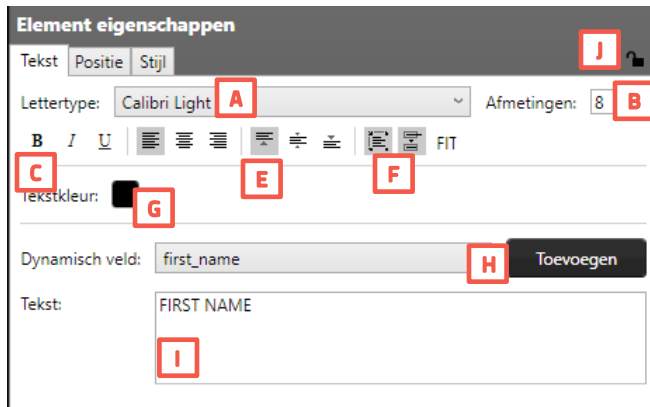 Element eigenschappen
Tekst Positie Stijl J
Lettertype: Calibri Light A Afmetingen: 8 B
B I U FIT
C E F
Tekstkleur: G
Dynamisch veld: first_name H Toevoegen
Tekst: FIRST NAME
I